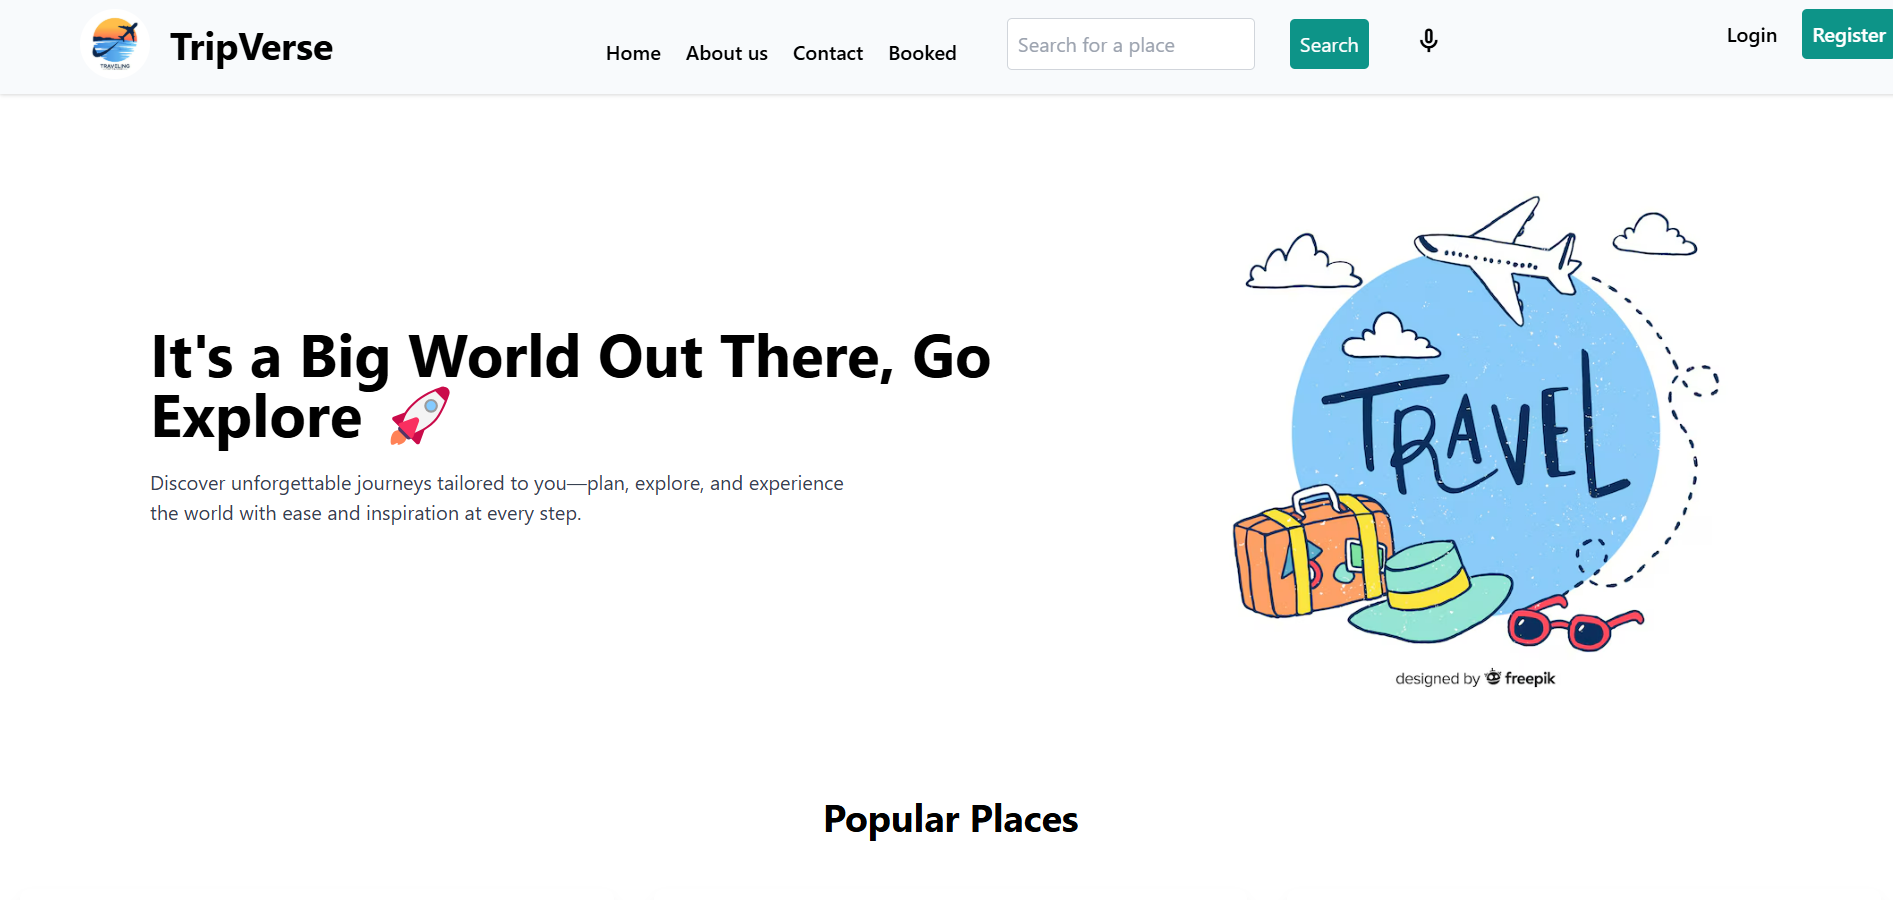 TRAVELING
TripVerse
Home
About us
Contact
Booked
Search for a place
Search
Login
Register
It's a Big World Out There, Go
Explore 🚀
Discover unforgettable journeys tailored to you—plan, explore, and experience
the world with ease and inspiration at every step.
TRAVEL
designed by freepik
Popular Places